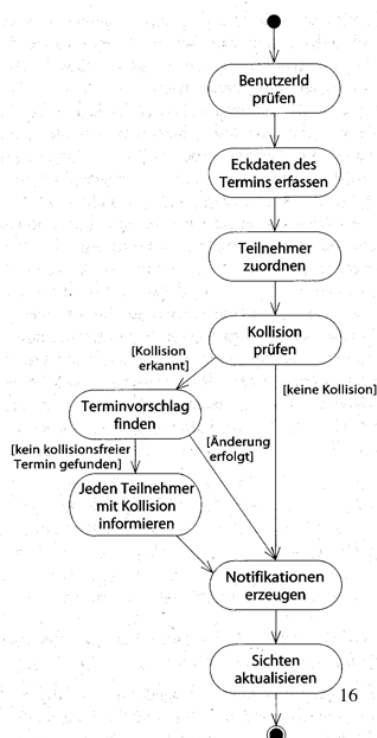 BenutzerId
prüfen
Eckdaten des
Termins erfassen
Teilnehmer
zuordnen
Kollision
prüfen
[Kollision
erkannt]
[keine Kollision]
Terminvorschlag
finden
[kein kollisionsfreier
Termin gefunden]
[Änderung
erfolgt]
Jeden Teilnehmer
mit Kollision
informieren
Notifikationen
erzeugen
Sichten
aktualisieren
16